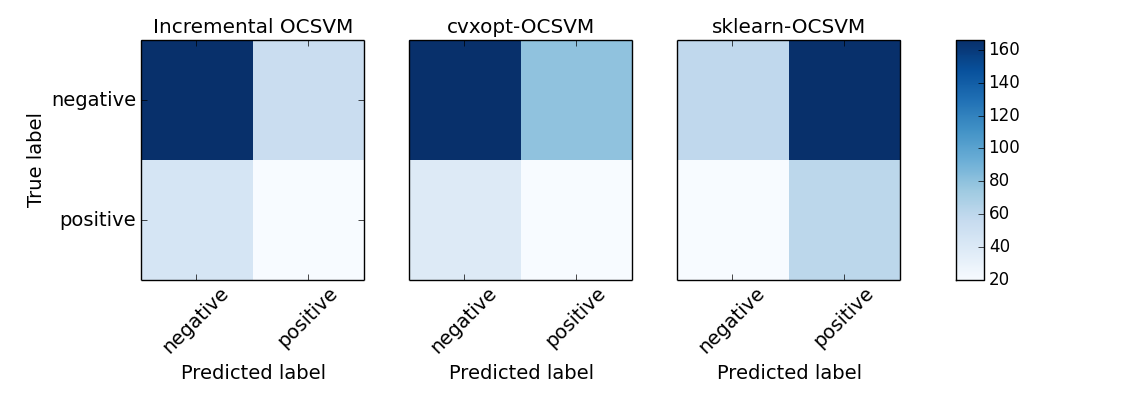 Incremental OCSVM
cvxopt-OCSVM
sklearn-OCSVM
True label
negative
positive
negative
positive
Predicted label
negative
positive
Predicted label
negative
positive
Predicted label
160
140
120
100
80
60
40
20